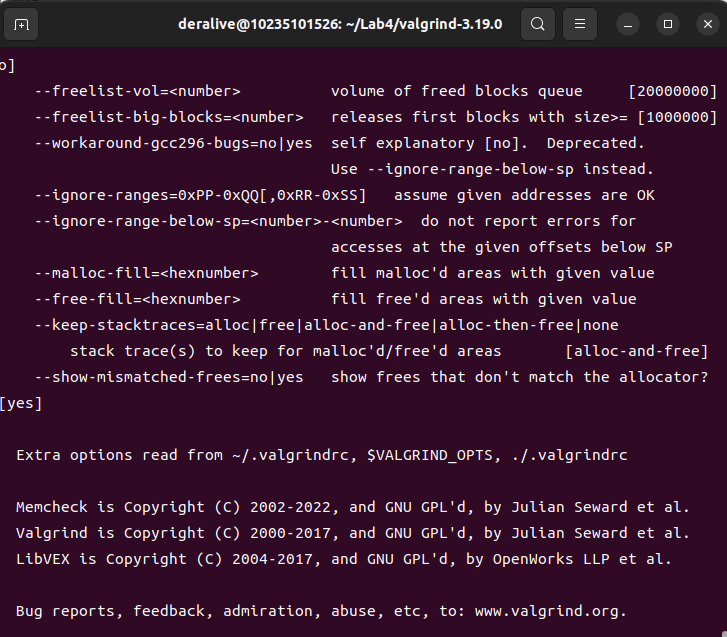 deralive@10235101526: ~/Lab4/valgrind-3.19.0
o]
    --freelist-vol=<number>          volume of freed blocks queue     [20000000]
    --freelist-big-blocks=<number>   releases first blocks with size>= [1000000]
    --workaround-gcc296-bugs=no|yes  self explanatory [no].  Deprecated.
                                     Use --ignore-range-below-sp instead.
    --ignore-ranges=0xPP-0xQQ[,0xRR-0xSS]   assume given addresses are OK
    --ignore-range-below-sp=<number>-<number>  do not report errors for
                                     accesses at the given offsets below SP
    --malloc-fill=<hexnumber>        fill malloc'd areas with given value
    --free-fill=<hexnumber>          fill free'd areas with given value
    --keep-stacktraces=alloc|free|alloc-and-free|alloc-then-free|none
        stack trace(s) to keep for malloc'd/free'd areas       [alloc-and-free]
    --show-mismatched-frees=no|yes   show frees that don't match the allocator?
[yes]
  Extra options read from ~/.valgrindrc, $VALGRIND_OPTS, ./.valgrindrc
  Memcheck is Copyright (C) 2002-2022, and GNU GPL'd, by Julian Seward et al.
  Valgrind is Copyright (C) 2000-2017, and GNU GPL'd, by Julian Seward et al.
  LibVEX is Copyright (C) 2004-2017, and GNU GPL'd, by OpenWorks LLP et al.
  Bug reports, feedback, admiration, abuse, etc, to: www.valgrind.org.